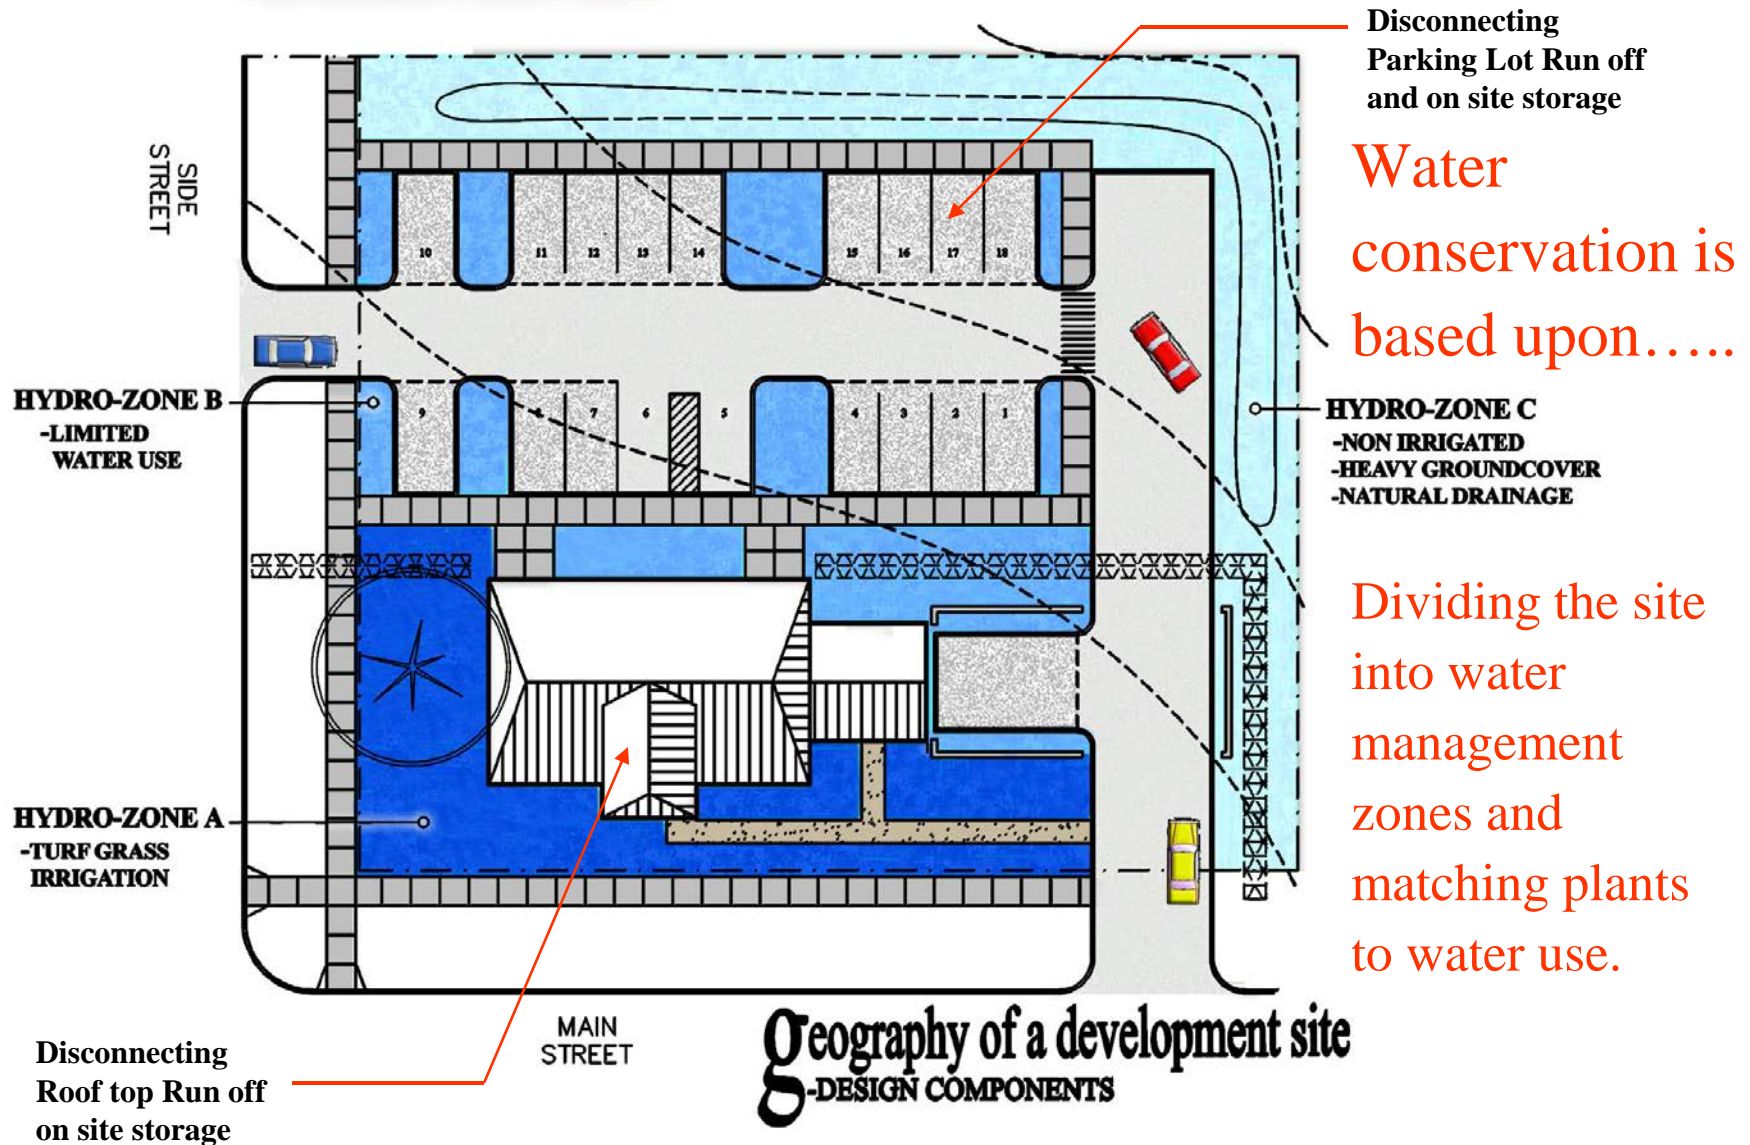 Disconnecting
Parking Lot Run off
and on site storage
Water
conservation is
based upon…..
SIDE
STREET
10
11
12
13
14
15
16
17
18
HYDRO-ZONE B
-LIMITED
WATER USE
9
8
7
6
5
4
3
2
1
HYDRO-ZONE C
-NON IRRIGATED
-HEAVY GROUNDCOVER
-NATURAL DRAINAGE
Dividing the site
into water
management
zones and
matching plants
to water use.
HYDRO-ZONE A
-TURF GRASS
IRRIGATION
MAIN
STREET
geography of a development site
-DESIGN COMPONENTS
Disconnecting
Roof top Run off
on site storage